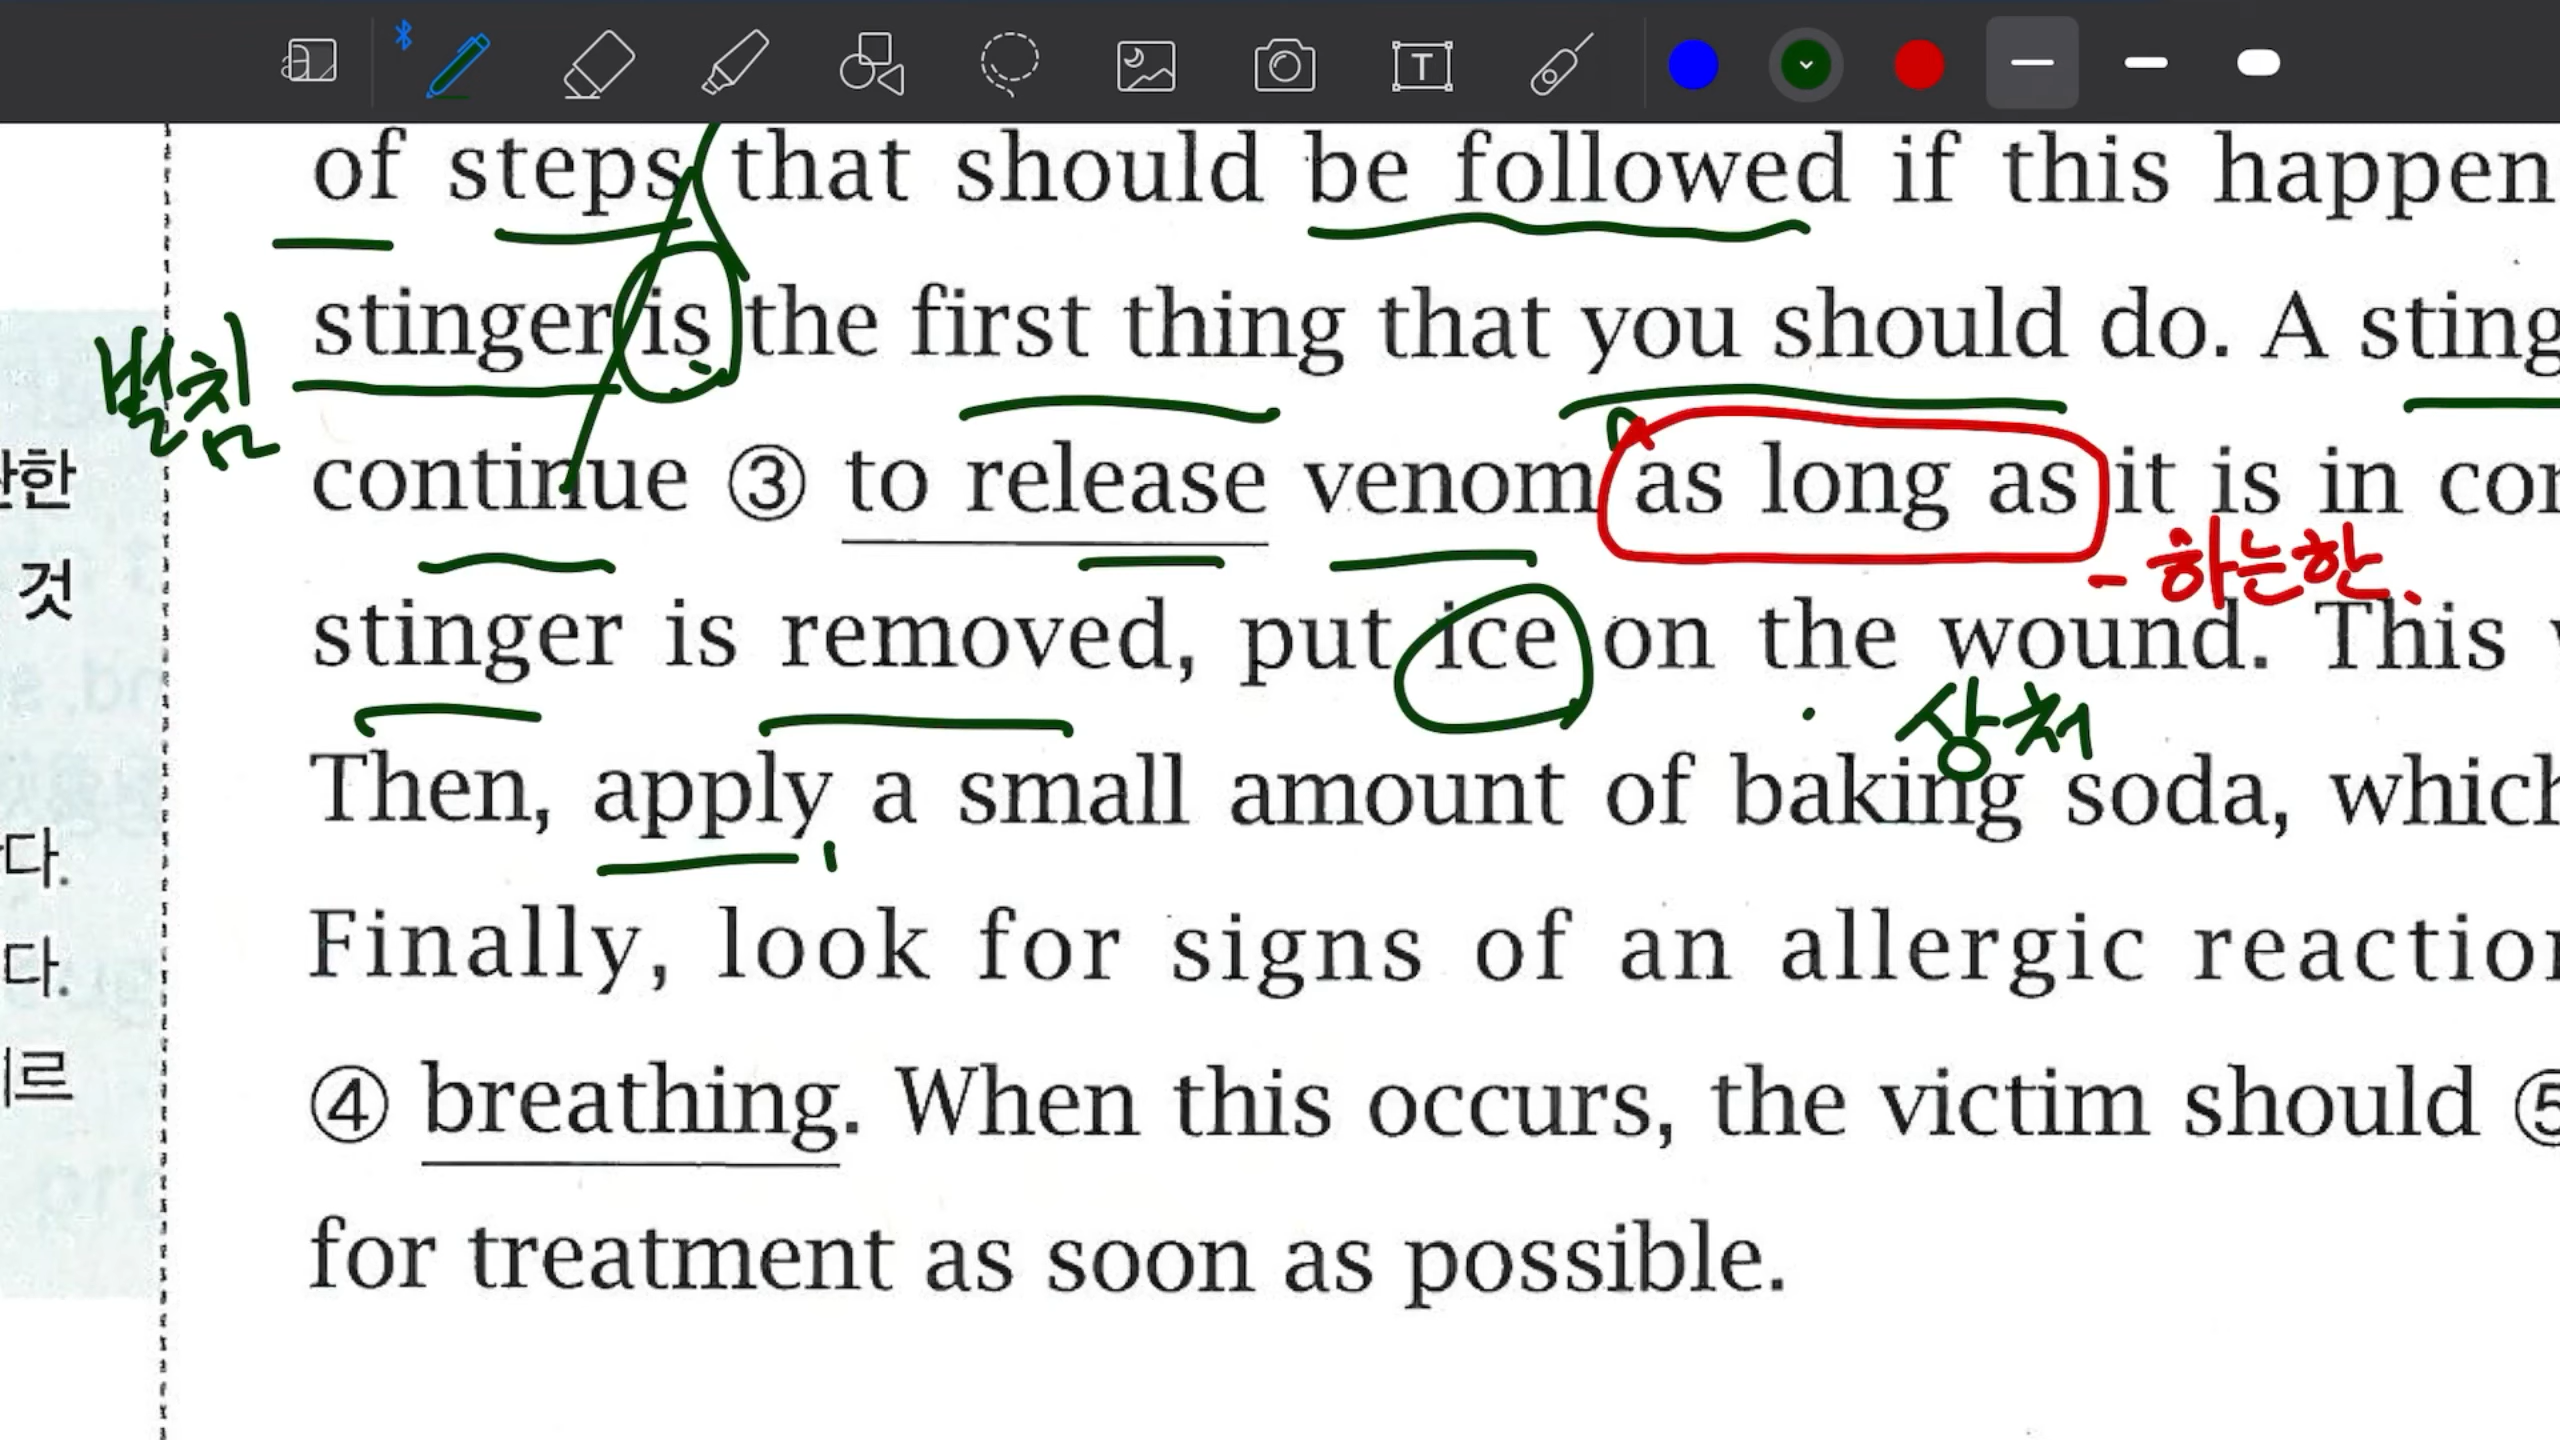 of steps that should be followed if this happen
stinger is the first thing that you should do. A sting
벌침
continue ③ to release venom as long as it is in con
- 하는한.
stinger is removed, put ice on the wound. This
상처
Then, apply a small amount of baking soda, which
Finally, look for signs of an allergic reaction
④ breathing. When this occurs, the victim should ⑤
for treatment as soon as possible.
한
것
다.
다.
르